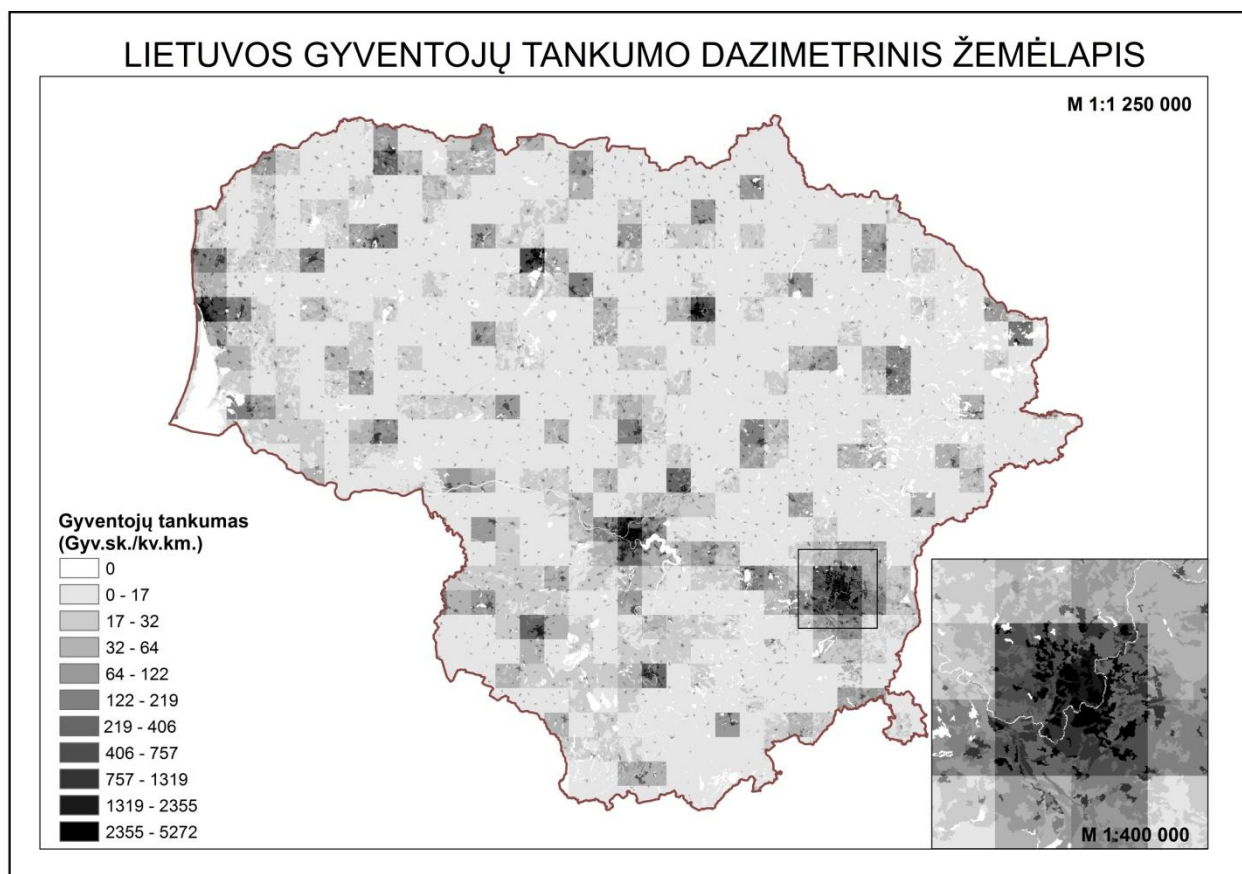 LIETUVOS GYVENTOJŲ TANKUMO DAZIMETRINIS ŽEMĖLAPIS
M 1:1 250 000
Gyventojų tankumas
(Gyv.sk./kv.km.)
0
0 - 17
17 - 32
32 - 64
64 - 122
122 - 219
219 - 406
406 - 757
757 - 1319
1319 - 2355
2355 - 5272
M 1:400 000